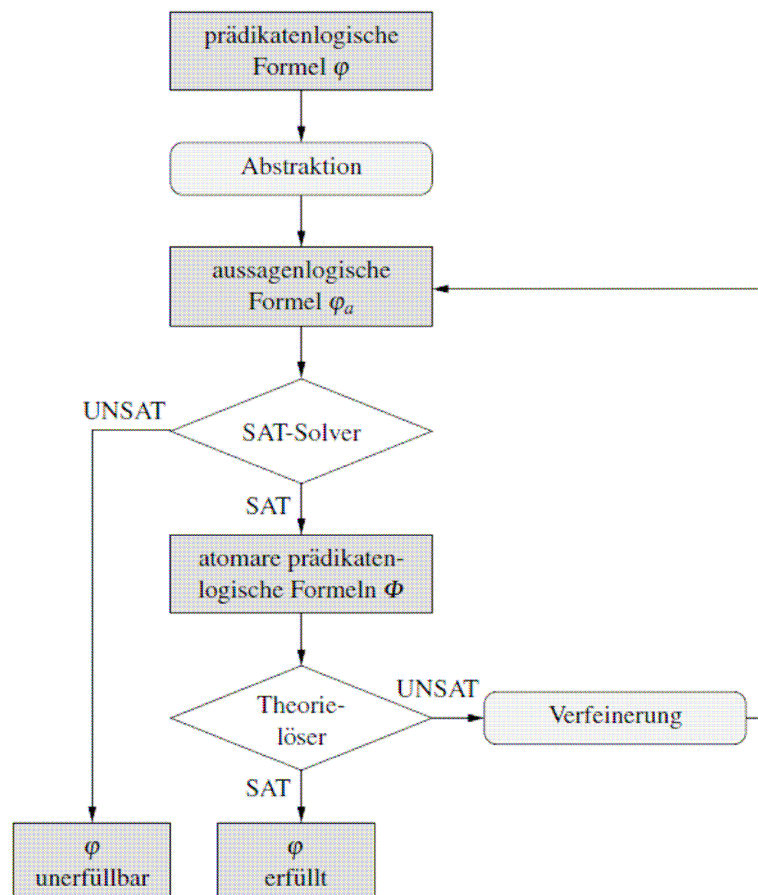 prädikatenlogische
Formel φ
Abstraktion
aussagenlogische
Formel φₐ
UNSAT
SAT-Solver
SAT
atomare prädikaten-
logische Formeln Φ
UNSAT
Theorie-
löser
Verfeinerung
SAT
φ
unerfüllbar
φ
erfüllt